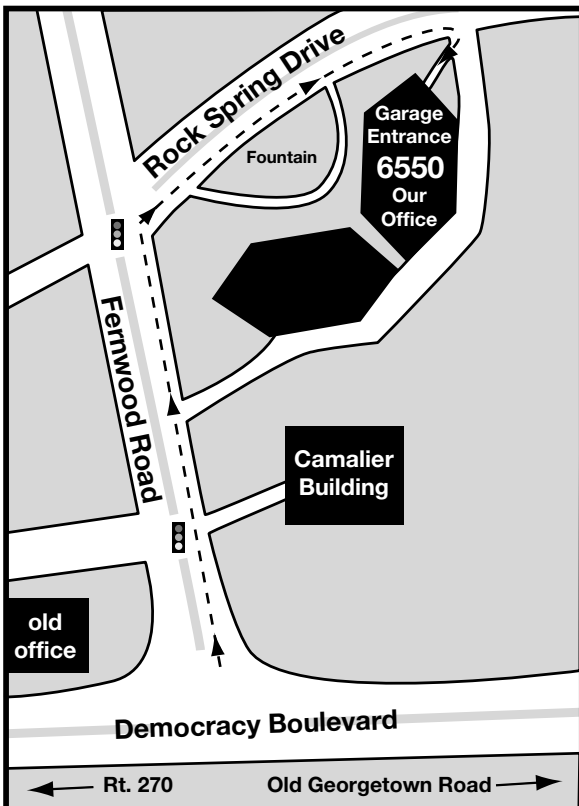 Rock Spring Drive
Garage
Entrance
6550
Our
Office
Fountain
Fernwood Road
Camalier
Building
old
office
Democracy Boulevard
Rt. 270
Old Georgetown Road